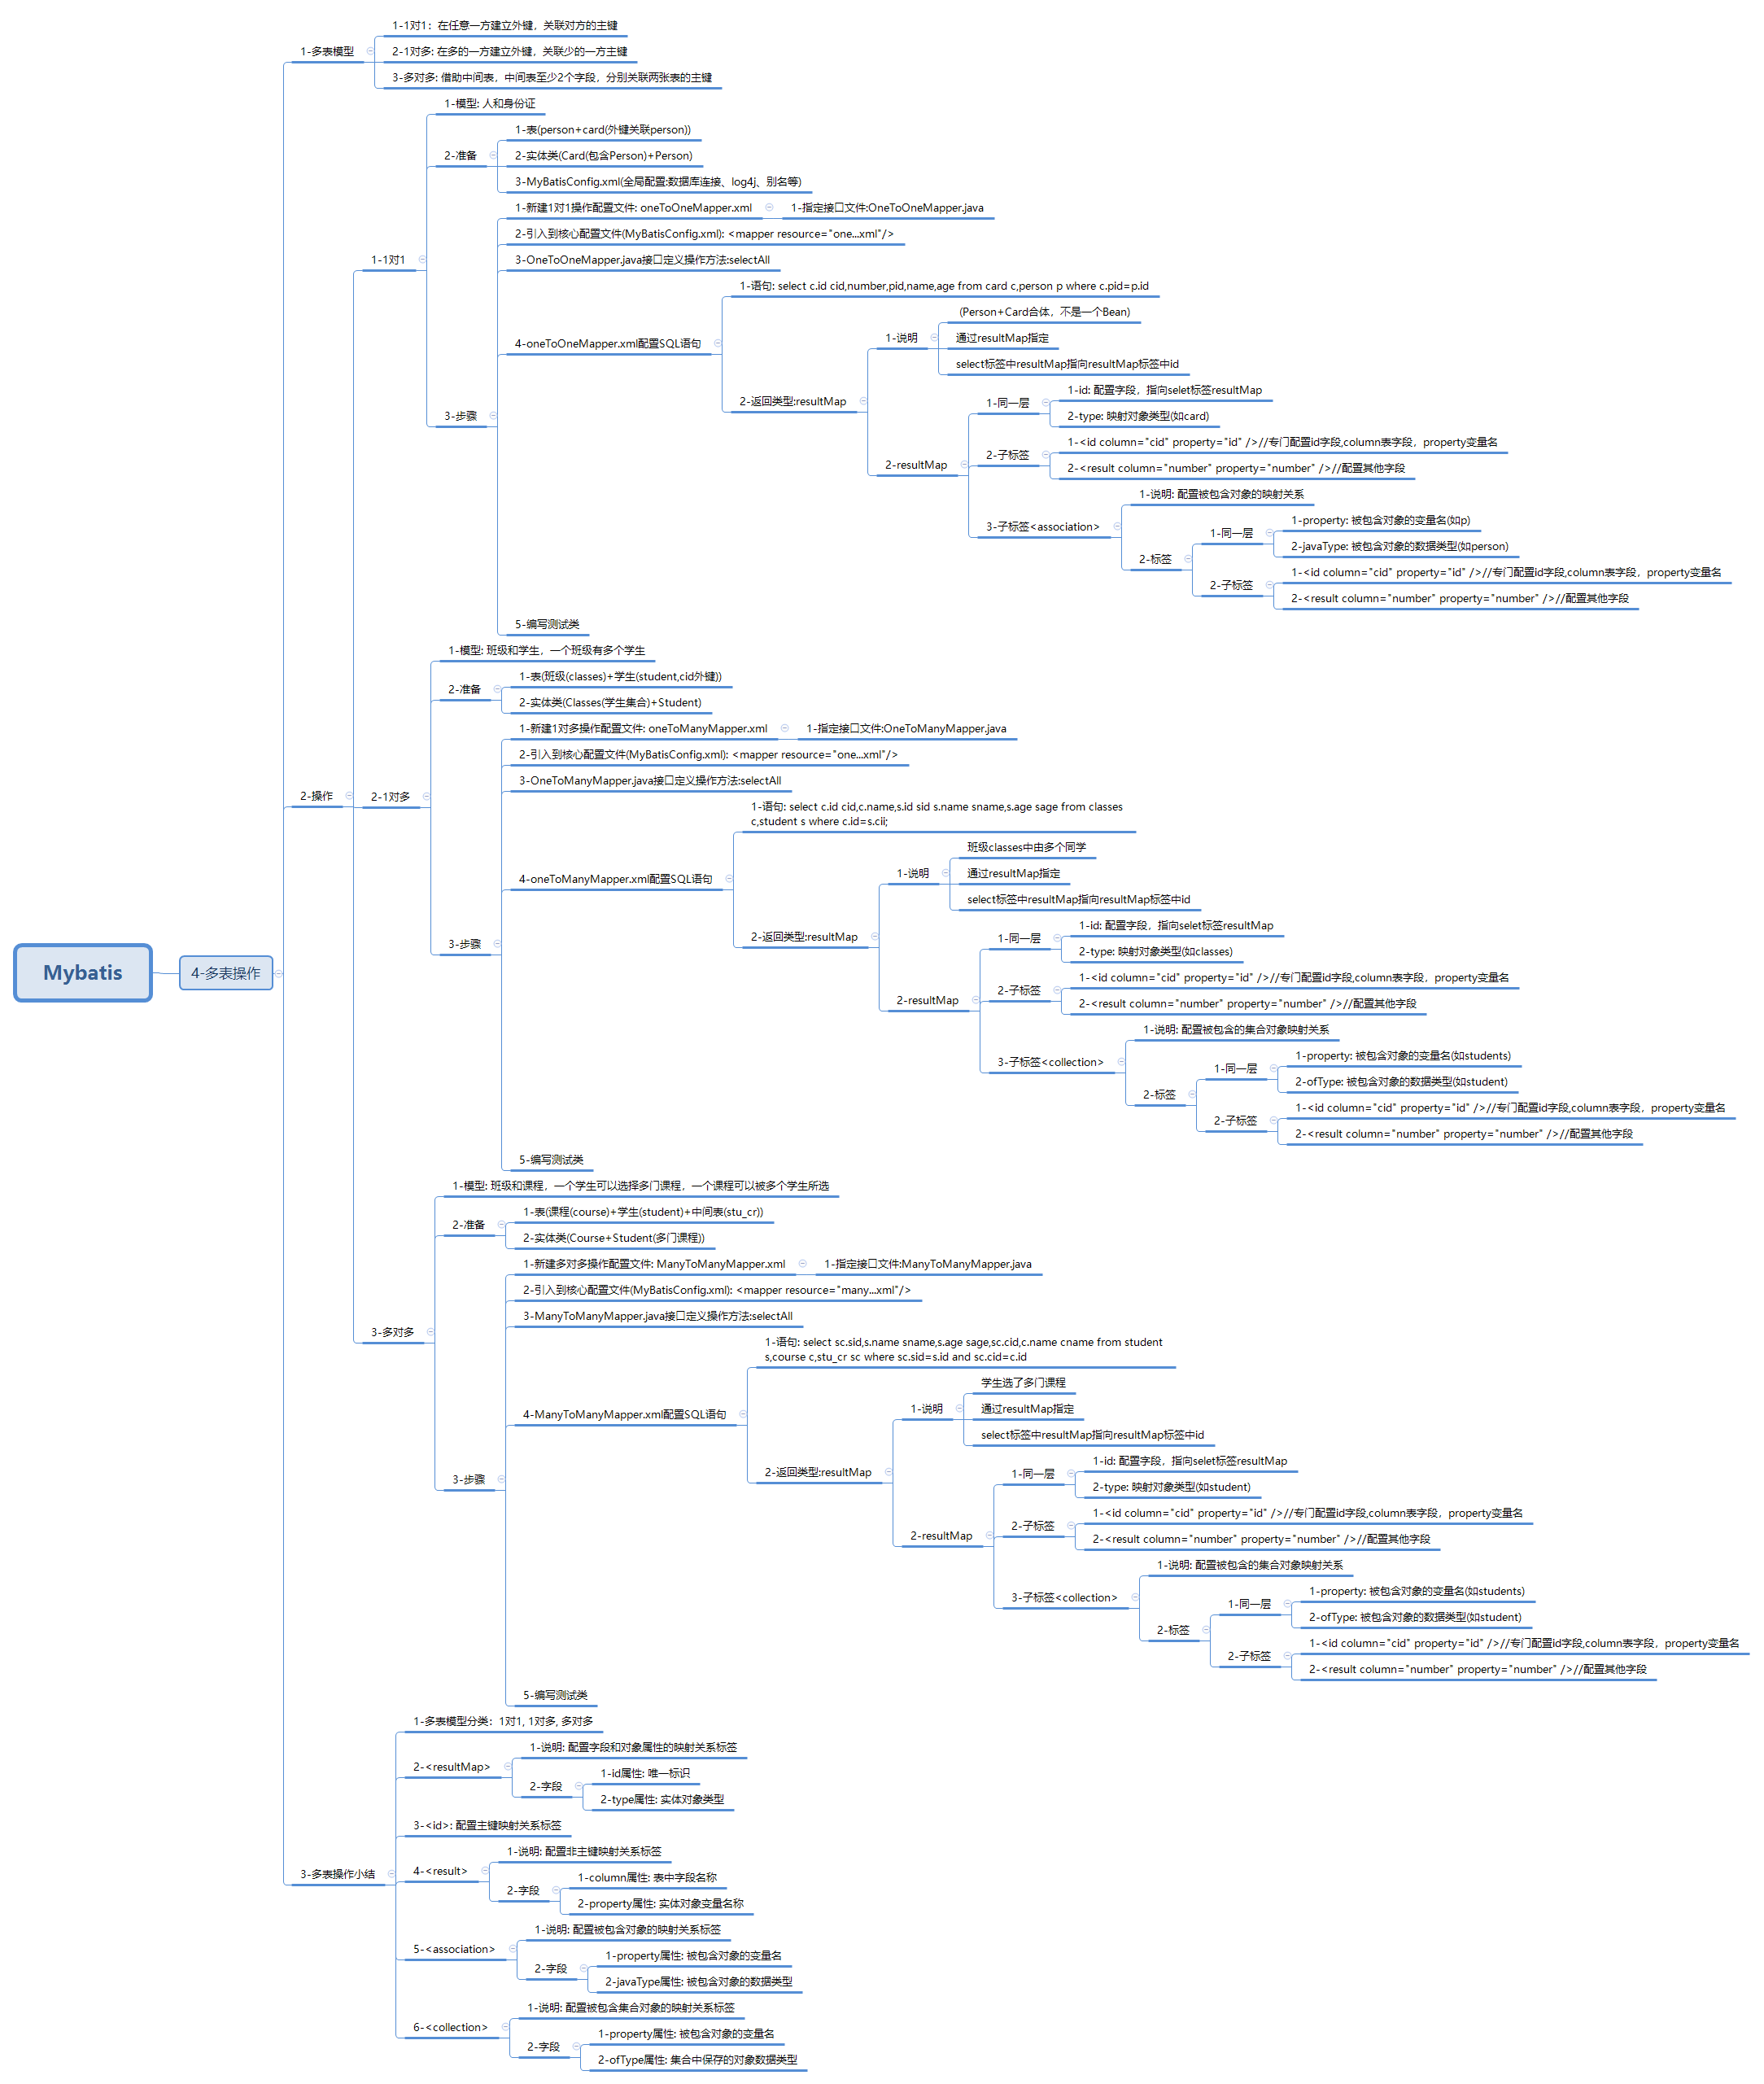 Mybatis
4-多表操作
1-多表模型
1-1对1：在任意一方建立外键，关联对方的主键
2-1对多: 在多的一方建立外键，关联少的一方主键
3-多对多: 借助中间表，中间表至少2个字段，分别关联两张表的主键
2-操作
1-1对1
1-模型: 人和身份证
2-准备
1-表(person+card(外键关联person))
2-实体类(Card(包含Person)+Person)
3-MyBatisConfig.xml(全局配置:数据库连接、log4j、别名等)
3-步骤
1-新建1对1操作配置文件: oneToOneMapper.xml
1-指定接口文件:OneToOneMapper.java
2-引入到核心配置文件(MyBatisConfig.xml): <mapper resource="one...xml"/>
3-OneToOneMapper.java接口定义操作方法:selectAll
4-oneToOneMapper.xml配置SQL语句
1-语句: select c.id cid,number,pid,name,age from card c,person p where c.pid=p.id
2-返回类型:resultMap
1-说明
(Person+Card合体，不是一个Bean)
通过resultMap指定
select标签中resultMap指向resultMap标签中id
2-resultMap
1-同一层
1-id: 配置字段，指向selet标签resultMap
2-type: 映射对象类型(如card)
2-子标签
1-<id column="cid" property="id" />//专门配置id字段,column表字段，property变量名
2-<result column="number" property="number" />//配置其他字段
3-子标签<association>
1-说明: 配置被包含对象的映射关系
2-标签
1-同一层
1-property: 被包含对象的变量名(如p)
2-javaType: 被包含对象的数据类型(如person)
2-子标签
1-<id column="cid" property="id" />//专门配置id字段,column表字段，property变量名
2-<result column="number" property="number" />//配置其他字段
5-编写测试类
2-1对多
1-模型: 班级和学生，一个班级有多个学生
2-准备
1-表(班级(classes)+学生(student,cid外键))
2-实体类(Classes(学生集合)+Student)
3-步骤
1-新建1对多操作配置文件: oneToManyMapper.xml
1-指定接口文件:OneToManyMapper.java
2-引入到核心配置文件(MyBatisConfig.xml): <mapper resource="one...xml"/>
3-OneToManyMapper.java接口定义操作方法:selectAll
4-oneToManyMapper.xml配置SQL语句
1-语句: select c.id cid,c.name,s.id sid s.name sname,s.age sage from classes
c,student s where c.id=s.cii;
2-返回类型:resultMap
1-说明
班级classes中由多个同学
通过resultMap指定
select标签中resultMap指向resultMap标签中id
2-resultMap
1-同一层
1-id: 配置字段，指向selet标签resultMap
2-type: 映射对象类型(如classes)
2-子标签
1-<id column="cid" property="id" />//专门配置id字段,column表字段，property变量名
2-<result column="number" property="number" />//配置其他字段
3-子标签<collection>
1-说明: 配置被包含的集合对象映射关系
2-标签
1-同一层
1-property: 被包含对象的变量名(如students)
2-ofType: 被包含对象的数据类型(如student)
2-子标签
1-<id column="cid" property="id" />//专门配置id字段,column表字段，property变量名
2-<result column="number" property="number" />//配置其他字段
5-编写测试类
3-多对多
1-模型: 班级和课程，一个学生可以选择多门课程，一个课程可以被多个学生所选
2-准备
1-表(课程(course)+学生(student)+中间表(stu_cr))
2-实体类(Course+Student(多门课程))
3-步骤
1-新建多对多操作配置文件: ManyToManyMapper.xml
1-指定接口文件:ManyToManyMapper.java
2-引入到核心配置文件(MyBatisConfig.xml): <mapper resource="many...xml"/>
3-ManyToManyMapper.java接口定义操作方法:selectAll
4-ManyToManyMapper.xml配置SQL语句
1-语句: select sc.sid,s.name sname,s.age sage,sc.cid,c.name cname from student
s,course c,stu_cr sc where sc.sid=s.id and sc.cid=c.id
2-返回类型:resultMap
1-说明
学生选了多门课程
通过resultMap指定
select标签中resultMap指向resultMap标签中id
2-resultMap
1-同一层
1-id: 配置字段，指向selet标签resultMap
2-type: 映射对象类型(如student)
2-子标签
1-<id column="cid" property="id" />//专门配置id字段,column表字段，property变量名
2-<result column="number" property="number" />//配置其他字段
3-子标签<collection>
1-说明: 配置被包含的集合对象映射关系
2-标签
1-同一层
1-property: 被包含对象的变量名(如students)
2-ofType: 被包含对象的数据类型(如student)
2-子标签
1-<id column="cid" property="id" />//专门配置id字段,column表字段，property变量名
2-<result column="number" property="number" />//配置其他字段
5-编写测试类
3-多表操作小结
1-多表模型分类：1对1, 1对多, 多对多
2-<resultMap>
1-说明: 配置字段和对象属性的映射关系标签
2-字段
1-id属性: 唯一标识
2-type属性: 实体对象类型
3-<id>: 配置主键映射关系标签
4-<result>
1-说明: 配置非主键映射关系标签
2-字段
1-column属性: 表中字段名称
2-property属性: 实体对象变量名称
5-<association>
1-说明: 配置被包含对象的映射关系标签
2-字段
1-property属性: 被包含对象的变量名
2-javaType属性: 被包含对象的数据类型
6-<collection>
1-说明: 配置被包含集合对象的映射关系标签
2-字段
1-property属性: 被包含对象的变量名
2-ofType属性: 集合中保存的对象数据类型